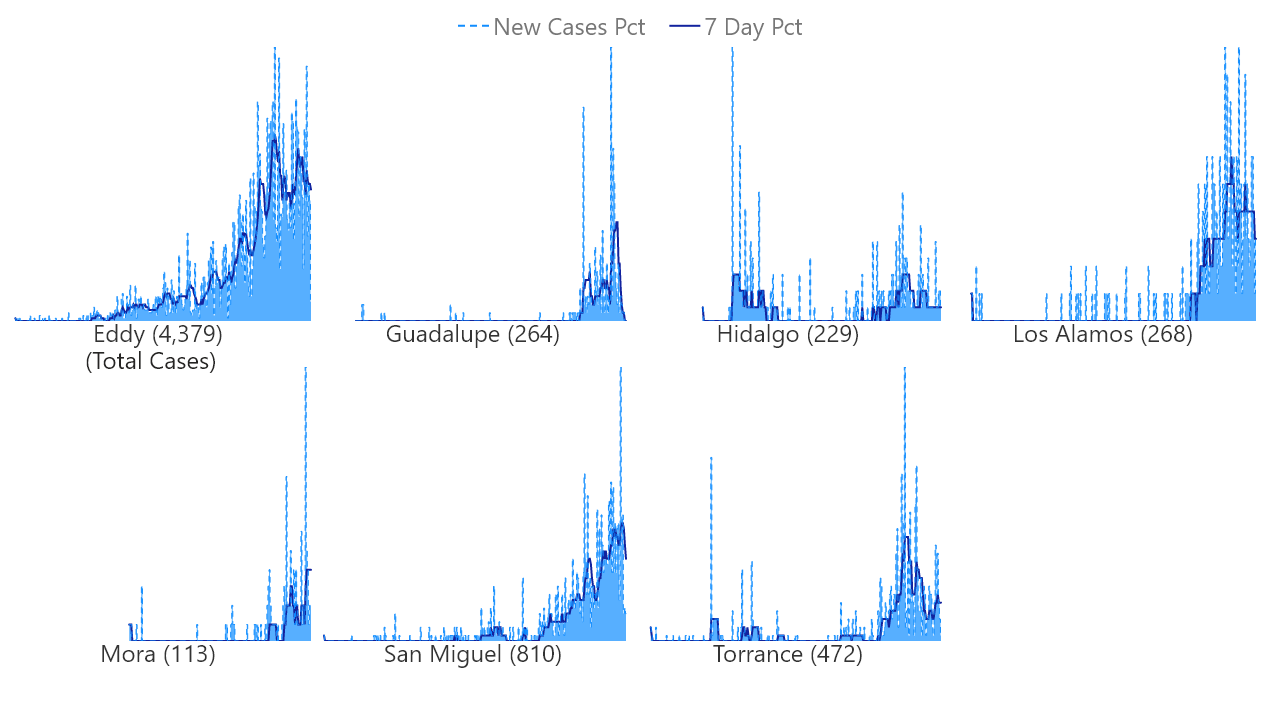 New Cases Pct 7 Day Pct
Eddy (4,379) Guadalupe (264) Hidalgo (229) Los Alamos (268)
(Total Cases)
Mora (113) San Miguel (810) Torrance (472)